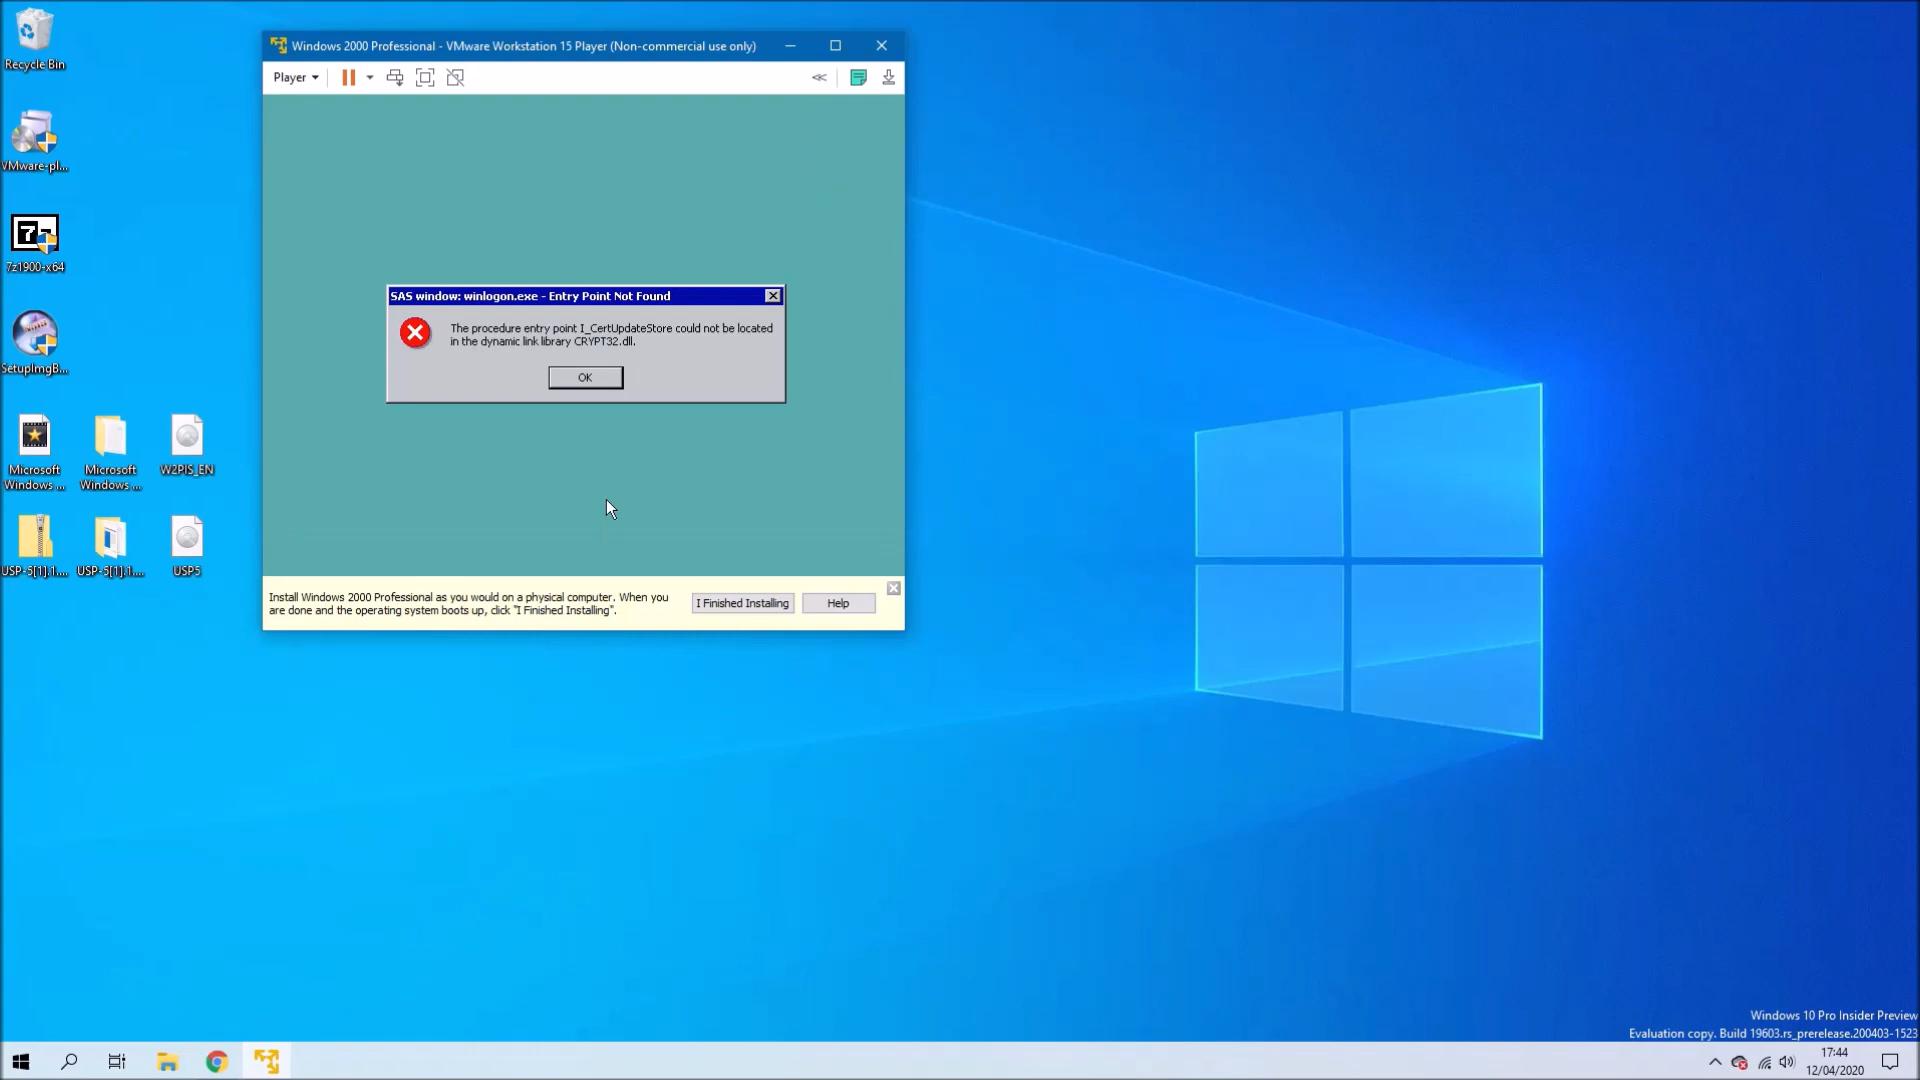 Recycle Bin
VMware-pl...
7z1900-x64
SetupImgB...
Microsoft
Windows ...
Microsoft
Windows ...
W2PIS_EN
USP-5[1].1....
USP-5[1].1....
USP5
Windows 2000 Professional - VMware Workstation 15 Player (Non-commercial use only)
Player
SAS window: winlogon.exe - Entry Point Not Found
The procedure entry point I_CertUpdateStore could not be located
in the dynamic link library CRYPT32.dll.
OK
Install Windows 2000 Professional as you would on a physical computer. When you
are done and the operating system boots up, click "I Finished Installing".
I Finished Installing
Help
Windows 10 Pro Insider Preview
Evaluation copy. Build 19603.rs_prerelease.200403-1523
17:44
12/04/2020